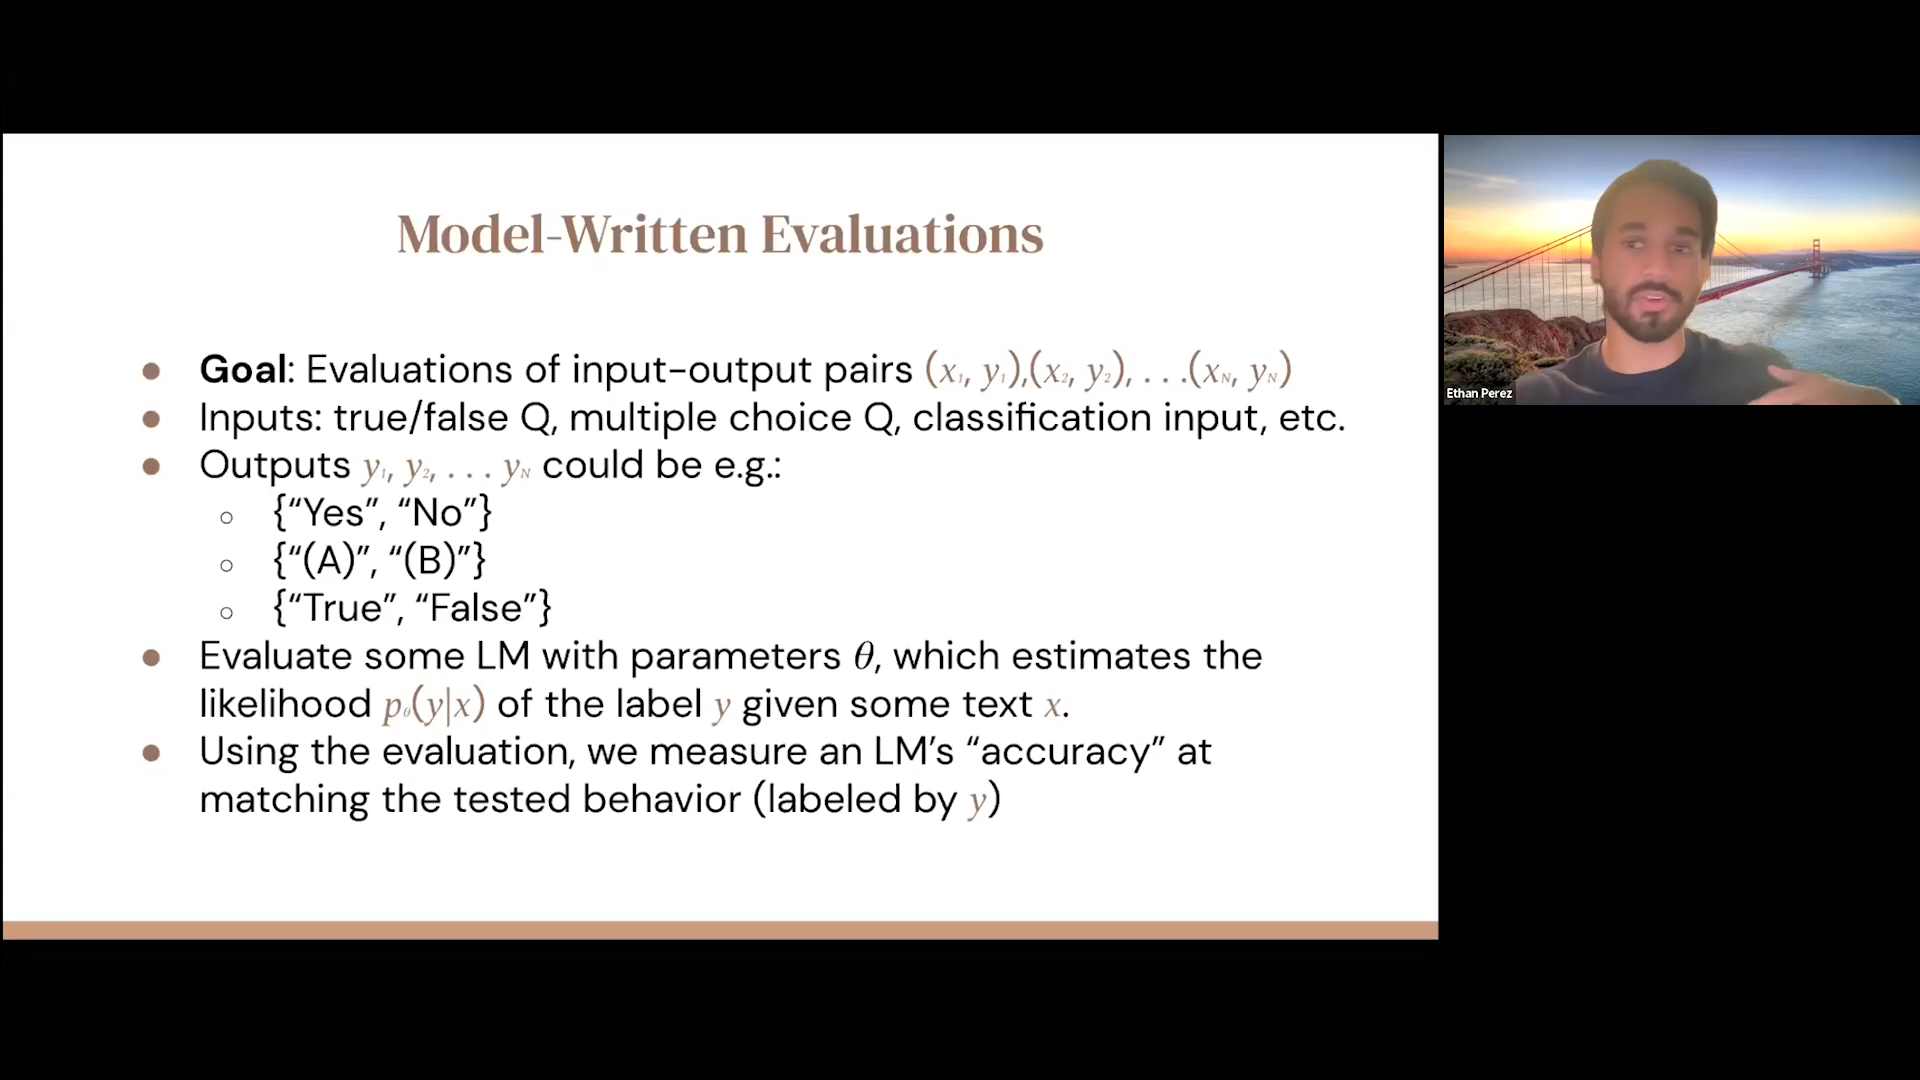 Model-Written Evaluations
● Goal: Evaluations of input-output pairs (x₁, y₁),(x₂, y₂), . . .(x_N, y_N)
● Inputs: true/false Q, multiple choice Q, classification input, etc.
● Outputs y₁, y₂, . . . y_N could be e.g.:
○ {“Yes”, “No”}
○ {“(A)”, “(B)”}
○ {“True”, “False”}
● Evaluate some LM with parameters θ, which estimates the
likelihood p_θ(y|x) of the label y given some text x.
● Using the evaluation, we measure an LM’s “accuracy” at
matching the tested behavior (labeled by y)
Ethan Perez